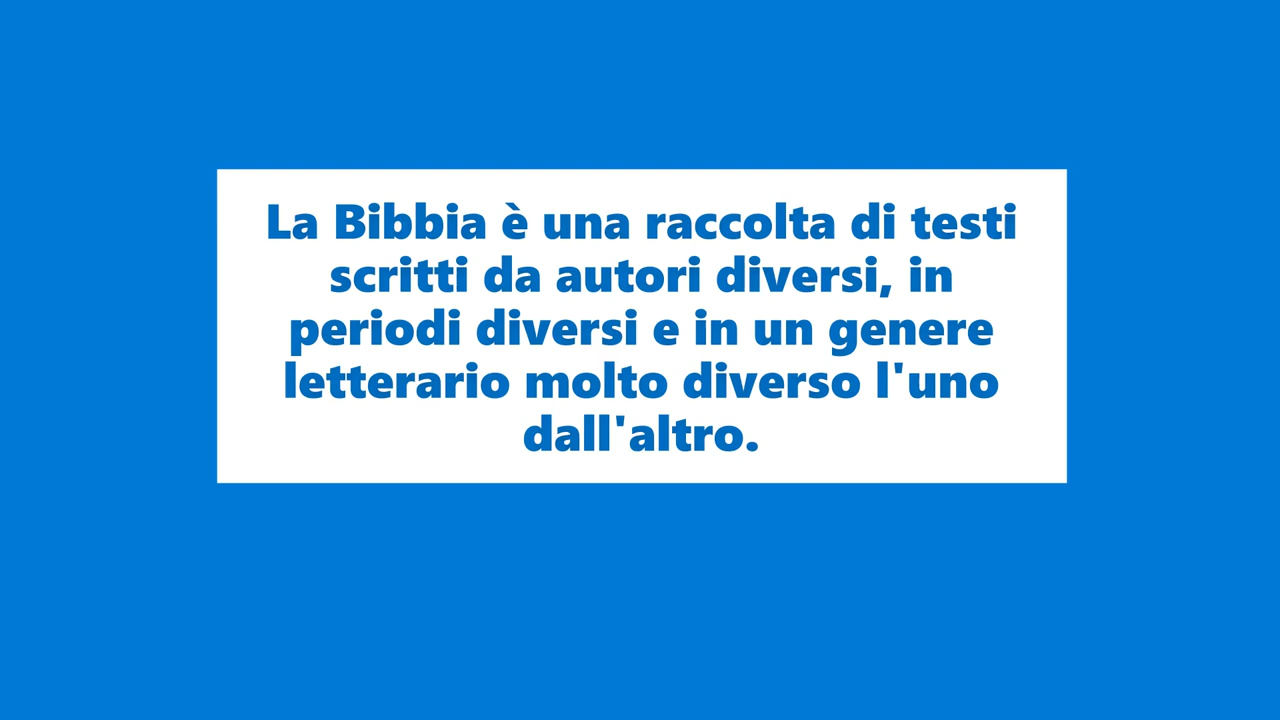 La Bibbia è una raccolta di testi
scritti da autori diversi, in
periodi diversi e in un genere
letterario molto diverso l'uno
dall'altro.